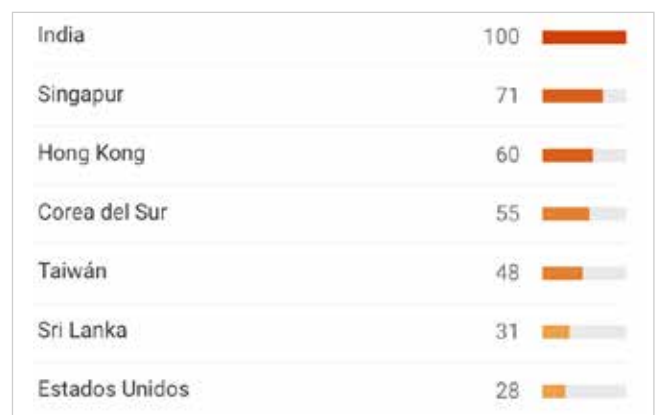 India 100
Singapur 71
Hong Kong 60
Corea del Sur 55
Taiwán 48
Sri Lanka 31
Estados Unidos 28